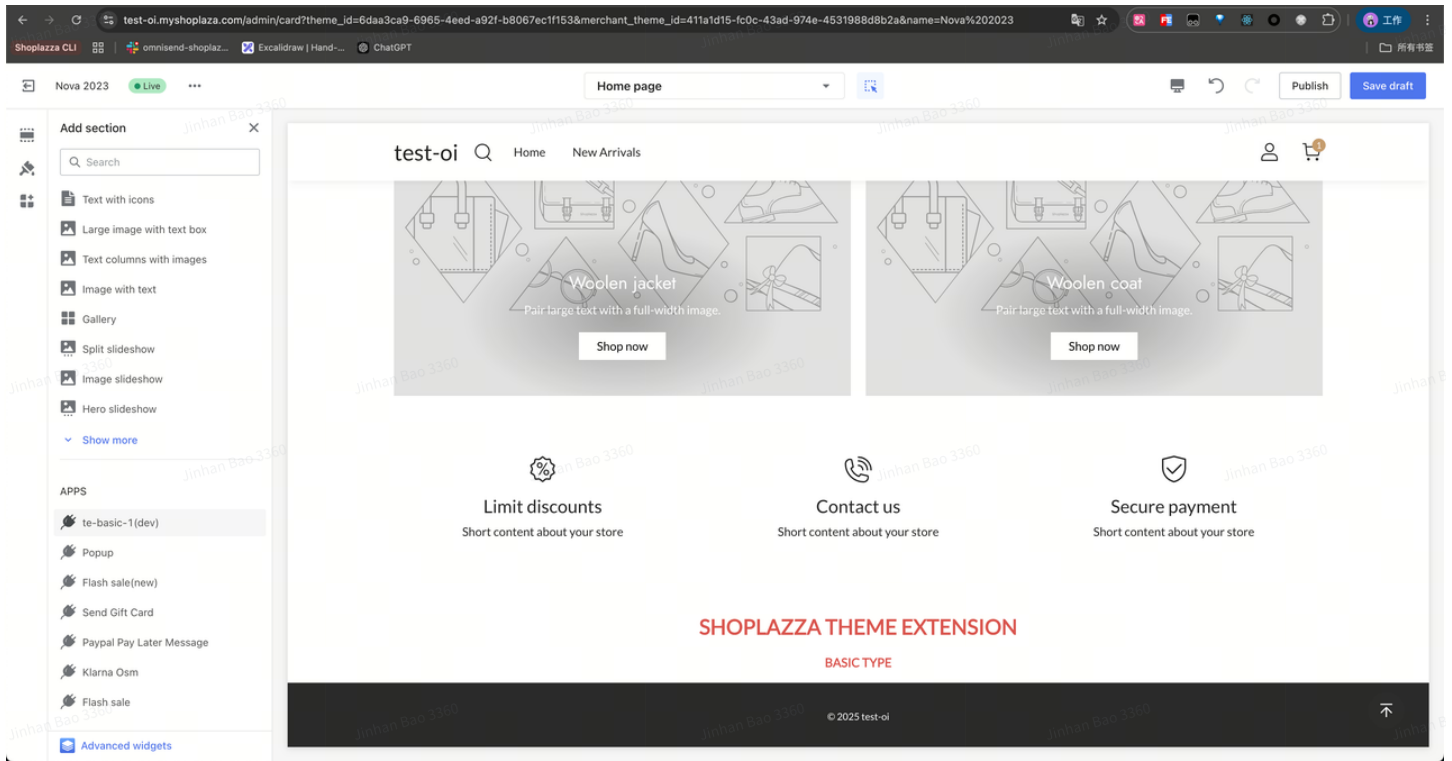 test-oi.myshoplaza.com/admin/card?theme_id=6daa3ca9-6965-4eed-a92f-b8067ec1f153&merchant_theme_id=411a1d15-fc0c-43ad-974e-4531988d8b2a&name=Nova%202023
工作
Shoplazza CLI
omnisend-shoplaz...
Excalidraw | Hand-...
ChatGPT
所有书签
Nova 2023
Live
Home page
Publish
Save draft
Add section
Search
Text with icons
Large image with text box
Text columns with images
Image with text
Gallery
Split slideshow
Image slideshow
Hero slideshow
Show more
APPS
te-basic-1(dev)
Popup
Flash sale(new)
Send Gift Card
Paypal Pay Later Message
Klarna Osm
Flash sale
Advanced widgets
test-oi
Home
New Arrivals
1
Woolen jacket
Pair large text with a full-width image.
Shop now
Woolen coat
Pair large text with a full-width image.
Shop now
Limit discounts
Short content about your store
Contact us
Short content about your store
Secure payment
Short content about your store
SHOPLAZZA THEME EXTENSION
BASIC TYPE
© 2025 test-oi
Jinhan Bao 3360